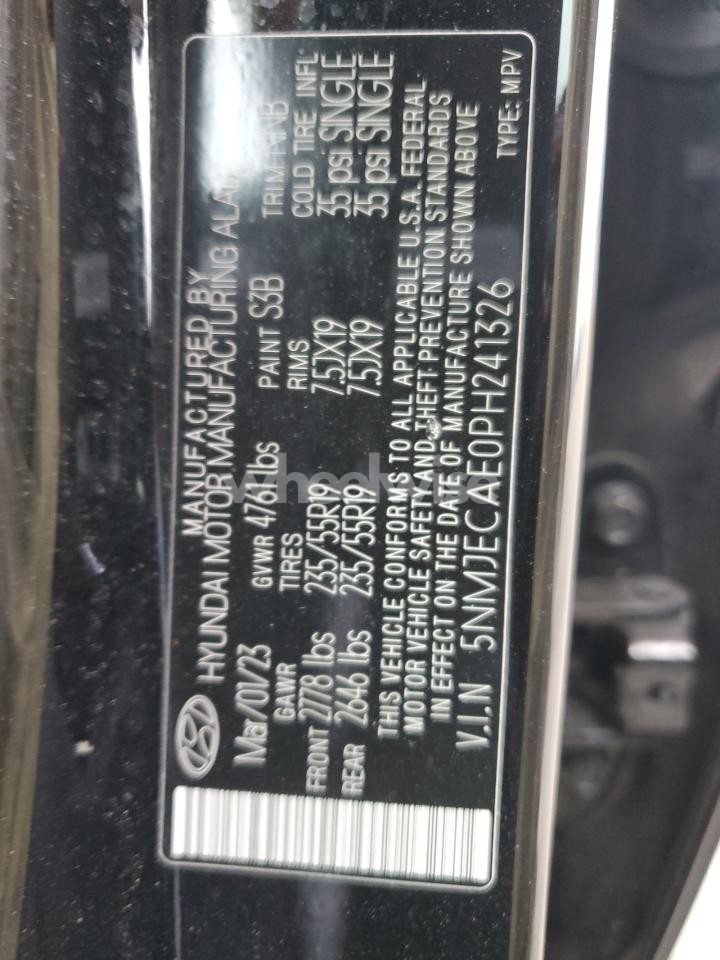 MANUFACTURED BY
HYUNDAI MOTOR MANUFACTURING
Mar/01/23 GVWR 4761 lbs PAINT S3B TRIM NNB
GAWR TIRES RIMS COLD TIRE INFL
FRONT 2778 lbs 235/55R19 7.5JX19 35 psi SINGLE
REAR 2646 lbs 235/55R19 7.5JX19 35 psi SINGLE
THIS VEHICLE CONFORMS TO ALL APPLICABLE U.S.A. FEDERAL
MOTOR VEHICLE SAFETY AND THEFT PREVENTION STANDARDS
IN EFFECT ON THE DATE OF MANUFACTURE SHOWN ABOVE
V.I.N 5NMJECAE0PH241326 TYPE: MPV